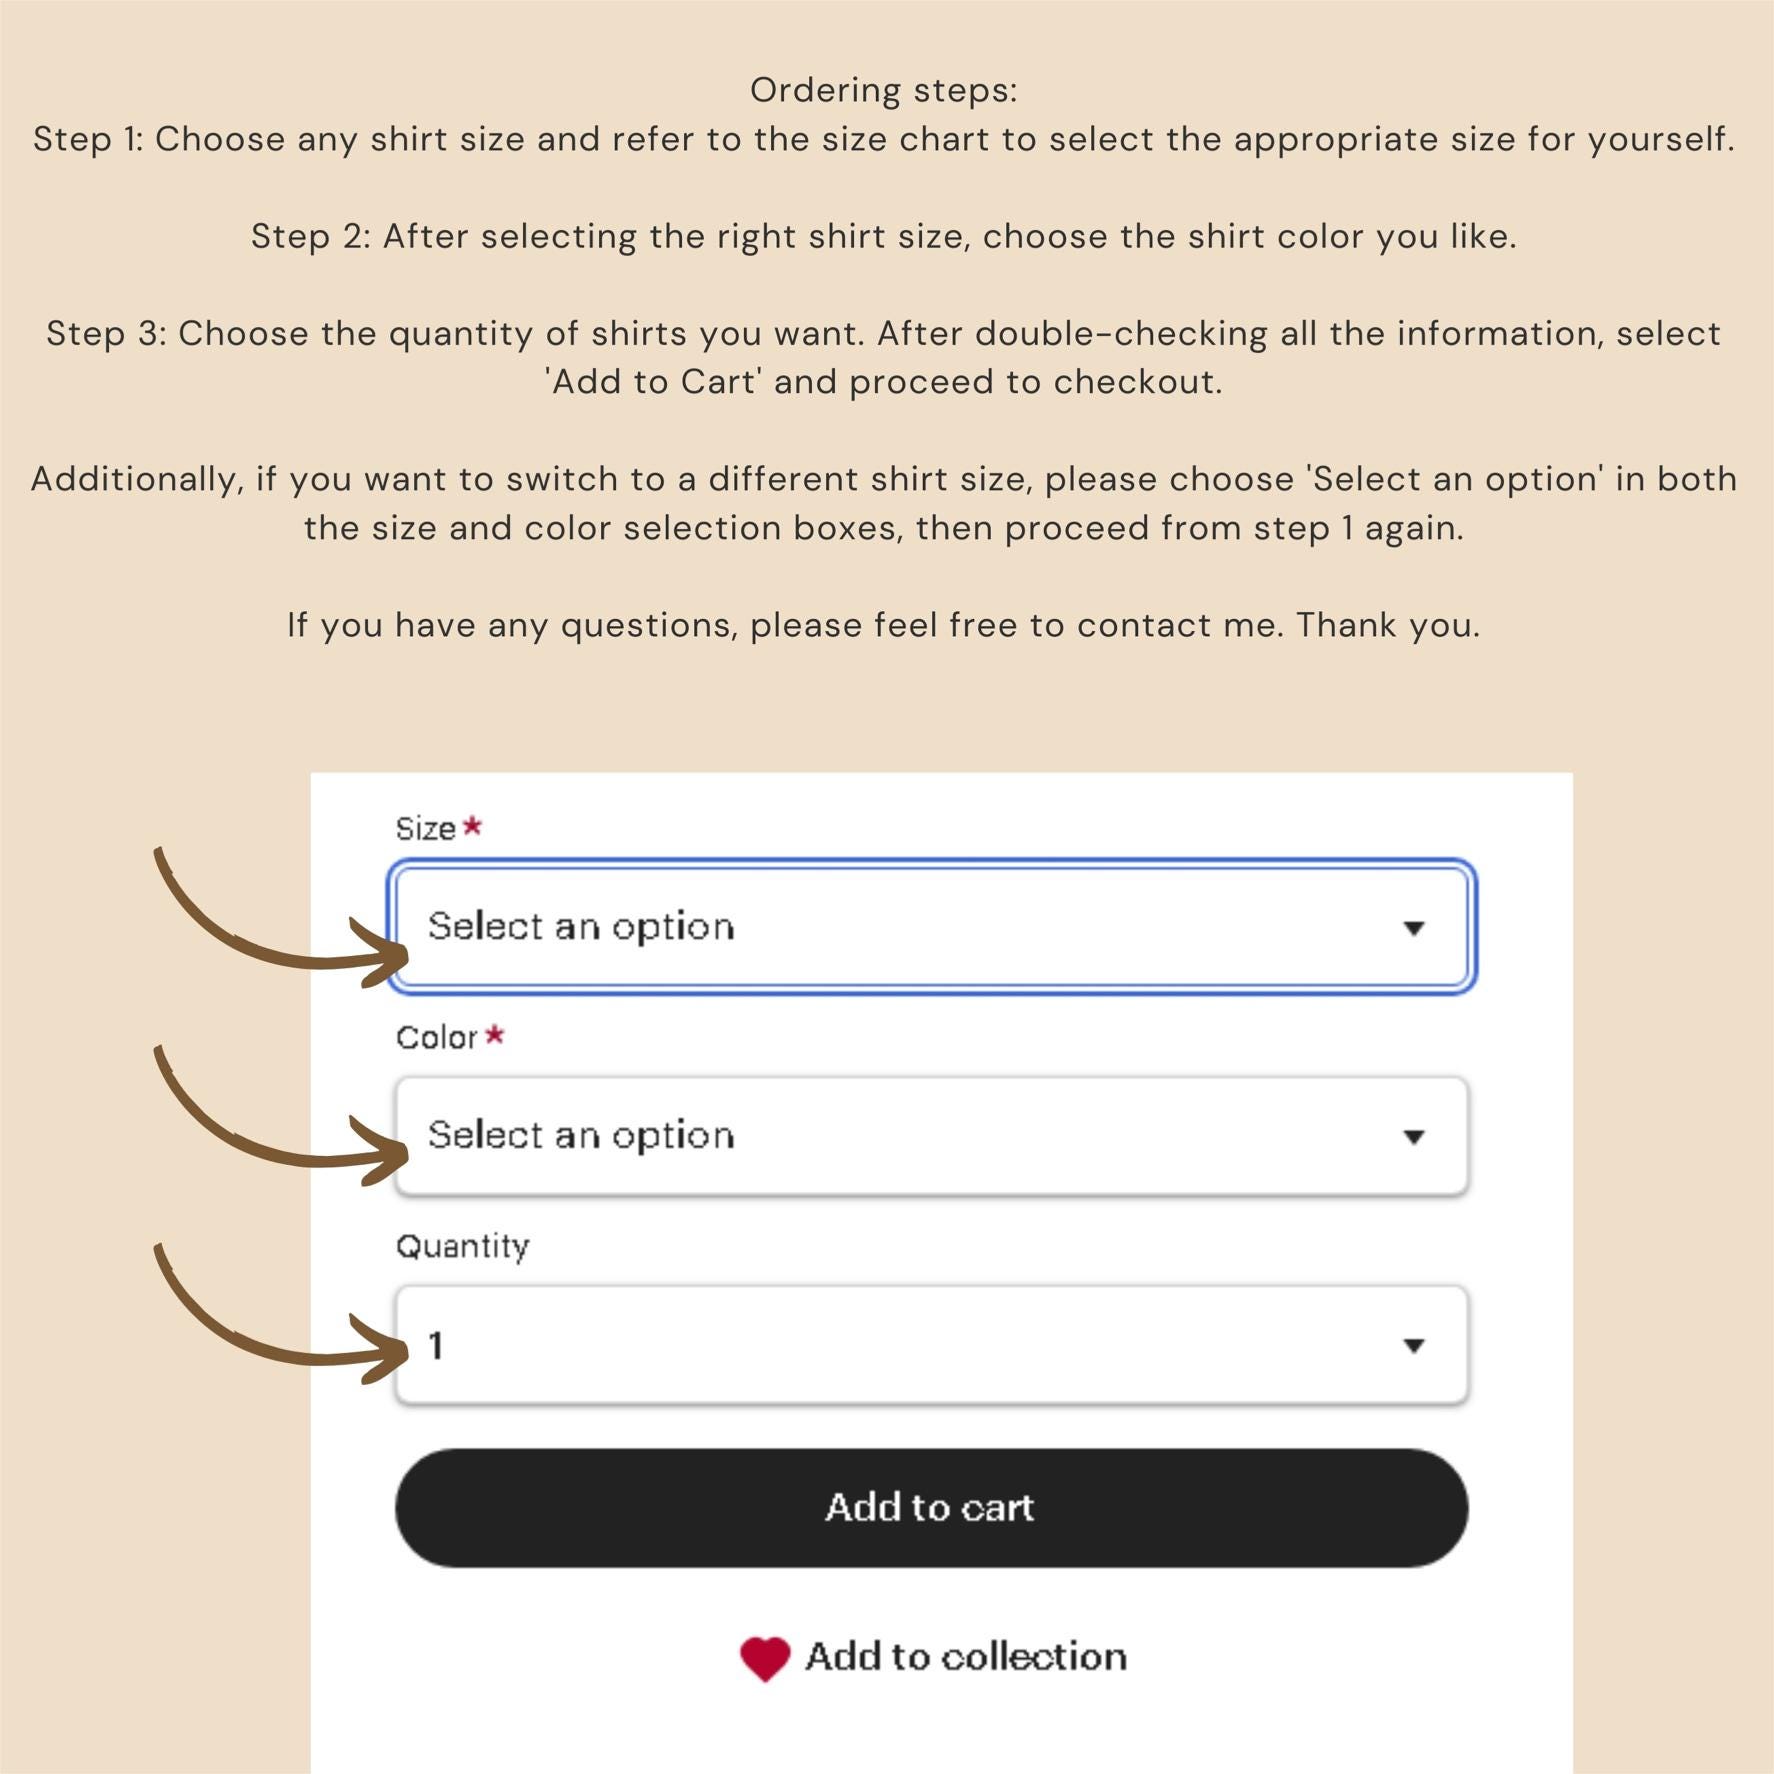 Ordering steps:
Step 1: Choose any shirt size and refer to the size chart to select the appropriate size for yourself.
Step 2: After selecting the right shirt size, choose the shirt color you like.
Step 3: Choose the quantity of shirts you want. After double-checking all the information, select
'Add to Cart' and proceed to checkout.
Additionally, if you want to switch to a different shirt size, please choose 'Select an option' in both
the size and color selection boxes, then proceed from step 1 again.
If you have any questions, please feel free to contact me. Thank you.
Size *
Select an option
Color *
Select an option
Quantity
1
Add to cart
Add to collection